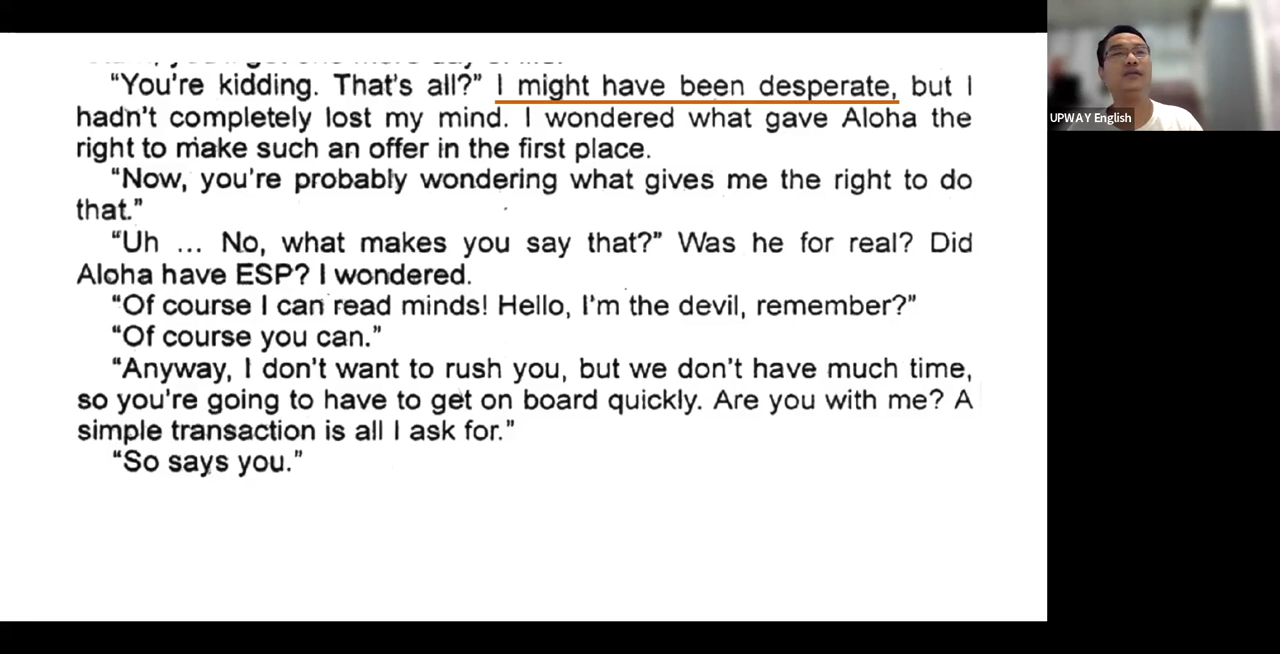 "You're kidding. That's all?" I might have been desperate, but I
hadn't completely lost my mind. I wondered what gave Aloha the
right to make such an offer in the first place.
"Now, you're probably wondering what gives me the right to do
that."
"Uh ... No, what makes you say that?" Was he for real? Did
Aloha have ESP? I wondered.
"Of course I can read minds! Hello, I'm the devil, remember?"
"Of course you can."
"Anyway, I don't want to rush you, but we don't have much time,
so you're going to have to get on board quickly. Are you with me? A
simple transaction is all I ask for."
"So says you."
UPWAY English